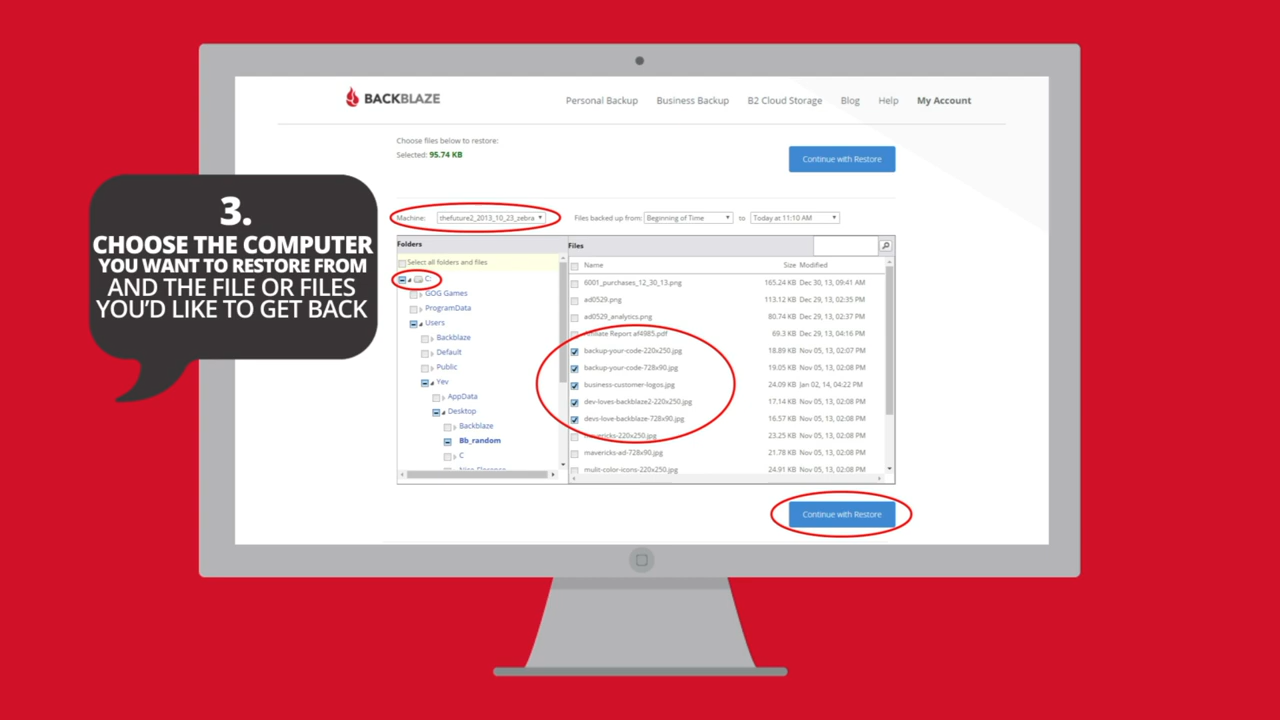 BACKBLAZE
Personal Backup Business Backup B2 Cloud Storage Blog Help My Account
Choose files below to restore:
Selected: 95.74 KB
Continue with Restore
3.
CHOOSE THE COMPUTER
YOU WANT TO RESTORE FROM
AND THE FILE OR FILES
YOU'D LIKE TO GET BACK
Machine: thefuture2_2013_10_23_zebra Files backed up from: Beginning of Time to Today at 11:10 AM
Folders Files
Select all folders and files
Name Size Modified
C:
6001_purchases_12_30_13.png 165.24 KB Dec 30, 13, 09:41 AM
GOG Games
ad0529.png 113.12 KB Dec 29, 13, 02:35 PM
ProgramData
ad0529_analytics.png 80.74 KB Dec 29, 13, 02:37 PM
Users
Report af4985.pdf 69.3 KB Dec 29, 13, 04:16 PM
Backblaze
backup-your-code-220x250.jpg 18.89 KB Nov 05, 13, 02:07 PM
Default
backup-your-code-728x90.jpg 19.05 KB Nov 05, 13, 02:08 PM
Public
business-customer-logos.jpg 24.09 KB Jan 02, 14, 04:22 PM
Yev
dev-loves-backblaze2-220x250.jpg 17.14 KB Nov 05, 13, 02:08 PM
AppData
devs-love-backblaze-728x90.jpg 16.57 KB Nov 05, 13, 02:08 PM
Desktop
mavericks-220x250.jpg 23.25 KB Nov 05, 13, 02:08 PM
Backblaze
mavericks-ad-728x90.jpg 21.78 KB Nov 05, 13, 02:08 PM
Bb_random
mulit-color-icons-220x250.jpg 24.91 KB Nov 05, 13, 02:08 PM
C
Continue with Restore